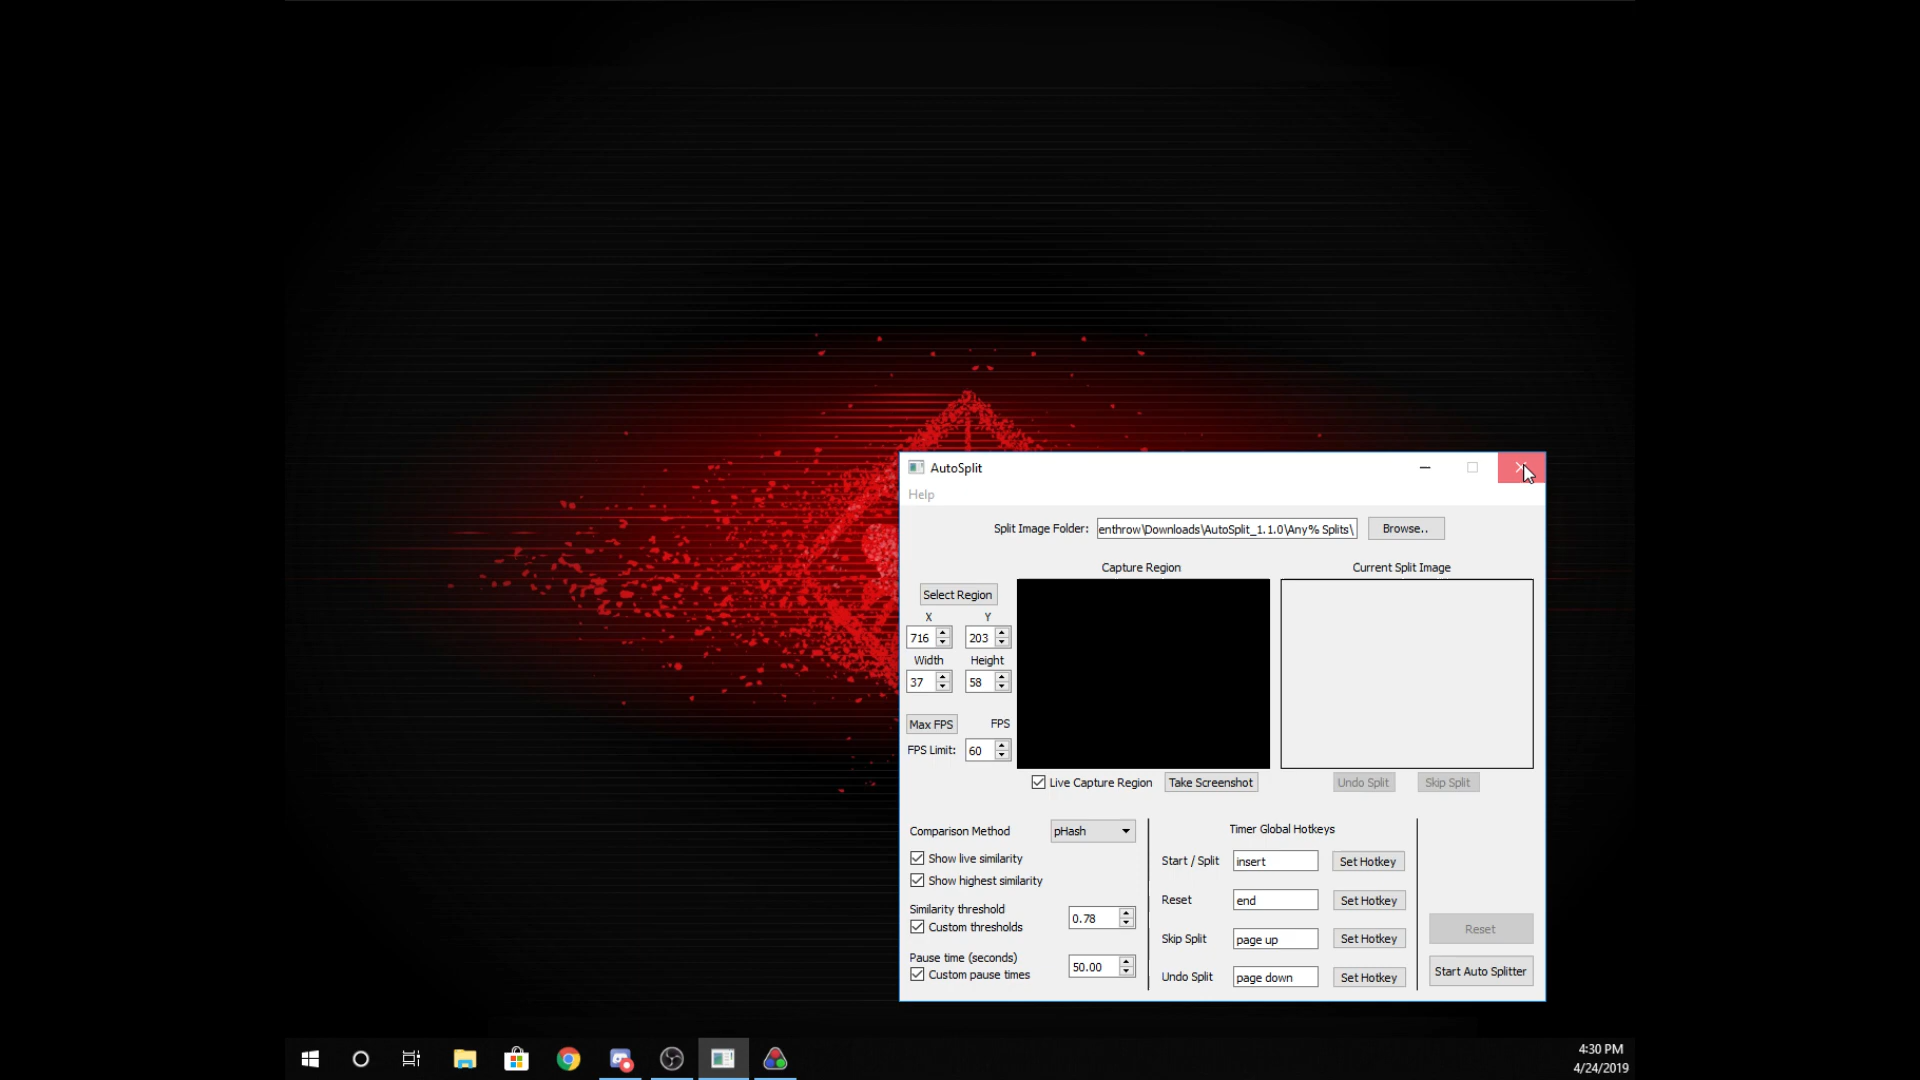 AutoSplit
Help
Split Image Folder: enthrow\Downloads\AutoSplit_1.1.0\Any% Splits\ Browse..
Capture Region Current Split Image
Select Region
X Y
716 203
Width Height
37 58
Max FPS FPS
FPS Limit: 60
Live Capture Region Take Screenshot Undo Split Skip Split
Comparison Method pHash
Show live similarity
Show highest similarity
Similarity threshold
Custom thresholds 0.78
Pause time (seconds)
Custom pause times 50.00
Timer Global Hotkeys
Start / Split insert Set Hotkey
Reset end Set Hotkey
Skip Split page up Set Hotkey
Undo Split page down Set Hotkey
Reset
Start Auto Splitter
4:30 PM
4/24/2019